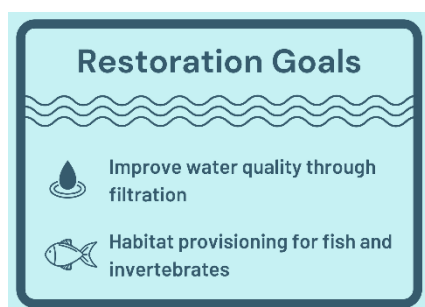 Restoration Goals
Improve water quality through
filtration
Habitat provisioning for fish and
invertebrates